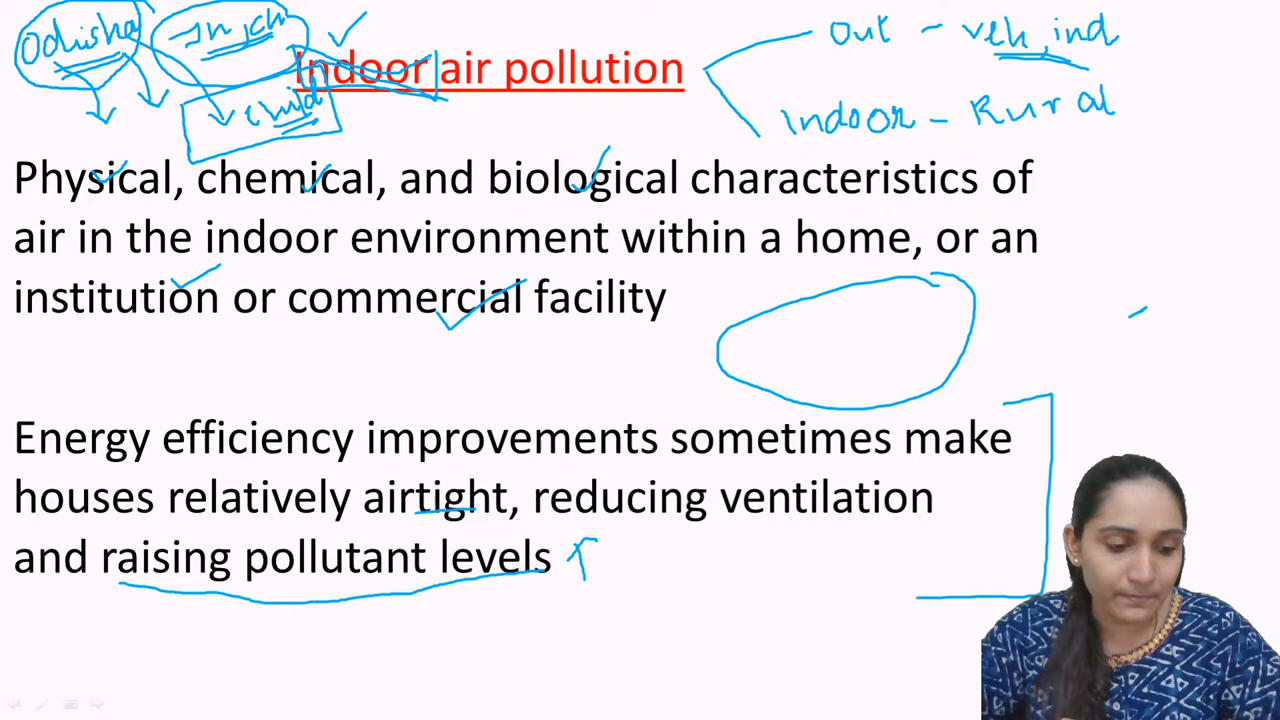 Odisha
Out - veh, ind
Indoor air pollution
child
indoor - Rural
Physical, chemical, and biological characteristics of
air in the indoor environment within a home, or an
institution or commercial facility
Energy efficiency improvements sometimes make
houses relatively airtight, reducing ventilation
and raising pollutant levels